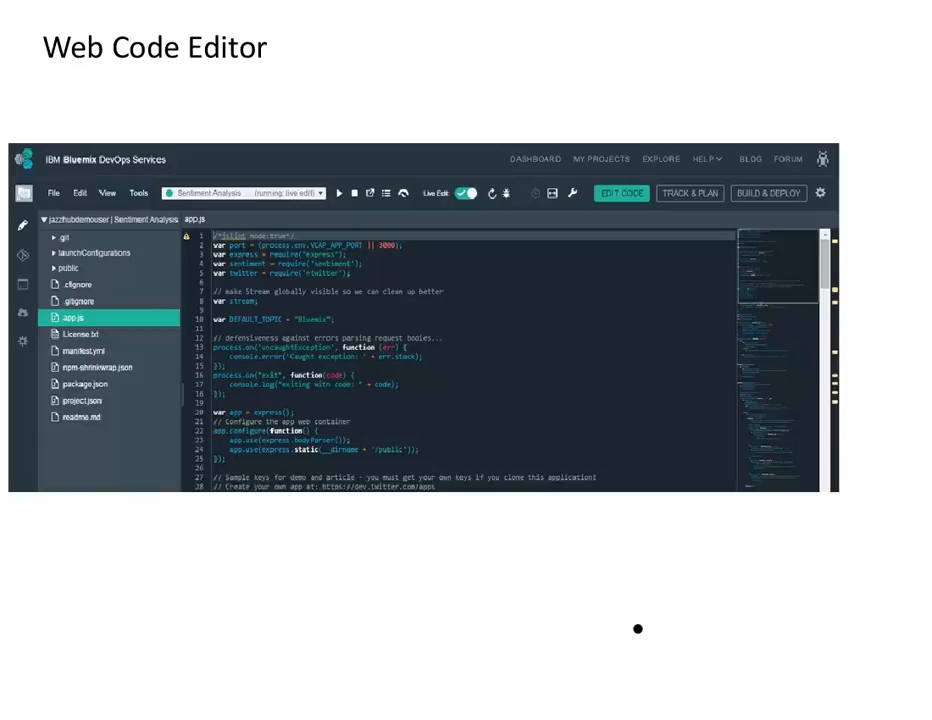 Web Code Editor
IBM Bluemix DevOps Services
DASHBOARD MY PROJECTS EXPLORE HELP BLOG FORUM
File Edit View Tools Sentiment Analysis (running: live edit) Live Edit: EDIT CODE TRACK & PLAN BUILD & DEPLOY
jazzhubdemouser | Sentiment Analysis
app.js
.git
launchConfigurations
public
.cfignore
.gitignore
app.js
License.txt
manifest.yml
npm-shrinkwrap.json
package.json
project.json
readme.md
1 /*jslint node:true*/
2 var port = (process.env.VCAP_APP_PORT || 3000);
3 var express = require("express");
4 var sentiment = require('sentiment');
5 var twitter = require('ntwitter');
6
7 // make Stream globally visible so we can clean up better
8 var stream;
9
10 var DEFAULT_TOPIC = "Bluemix";
11
12 // defensiveness against errors parsing request bodies...
13 process.on('uncaughtException', function (err) {
14 console.error('Caught exception: ' + err.stack);
15 });
16 process.on("exit", function(code) {
17 console.log("exiting with code: " + code);
18 });
19
20 var app = express();
21 // Configure the app web container
22 app.configure(function() {
23 app.use(express.bodyParser());
24 app.use(express.static(__dirname + '/public'));
25 });
26
27 // Sample keys for demo and article - you must get your own keys if you clone this application!
28 // Create your own app at: https://dev.twitter.com/apps